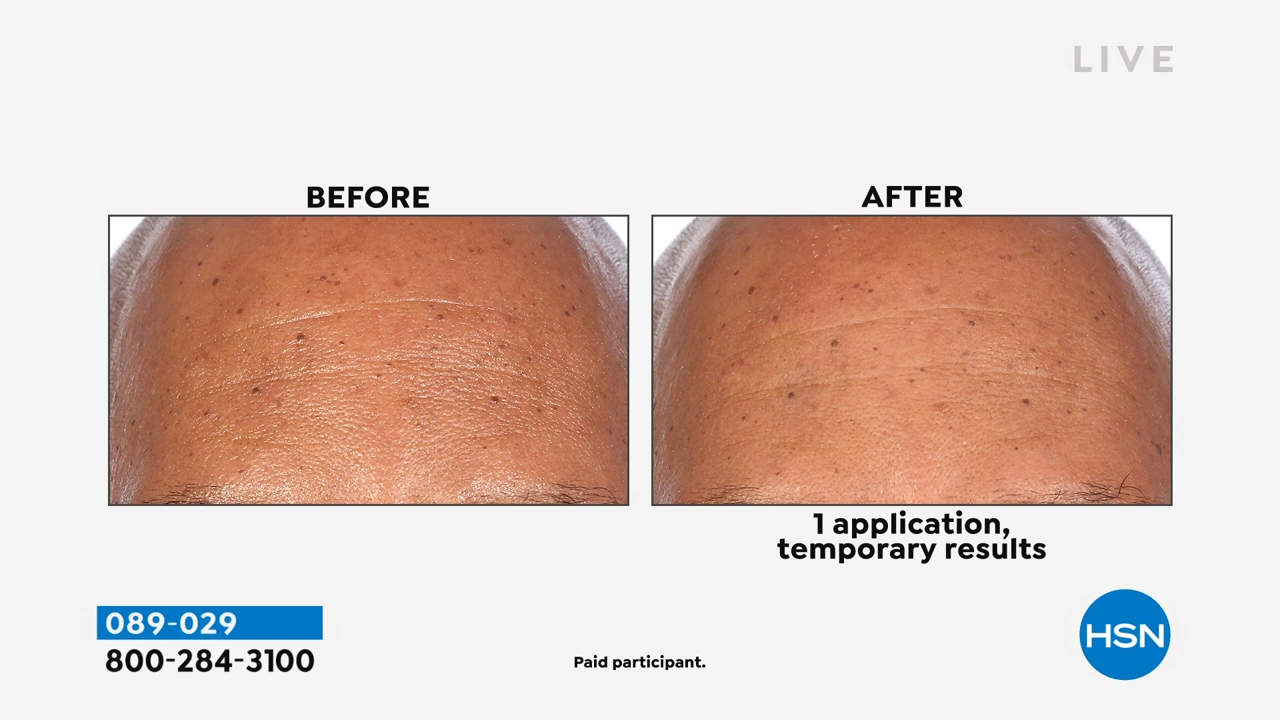 LIVE
BEFORE
AFTER
1 application,
temporary results
089-029
800-284-3100
Paid participant.
HSN